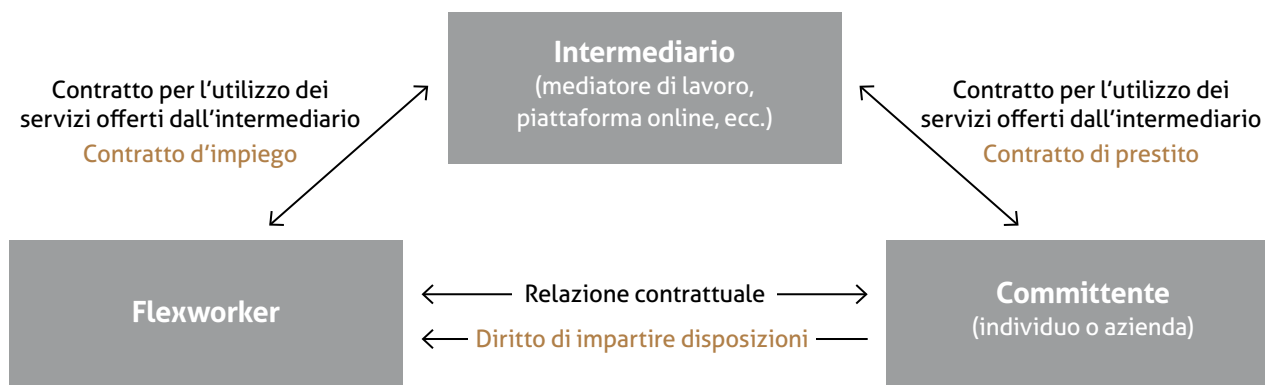 Intermediario
(mediatore di lavoro,
piattaforma online, ecc.)
Contratto per l'utilizzo dei
servizi offerti dall'intermediario
Contratto d'impiego
Contratto per l'utilizzo dei
servizi offerti dall'intermediario
Contratto di prestito
Flexworker
Relazione contrattuale
Diritto di impartire disposizioni
Committente
(individuo o azienda)